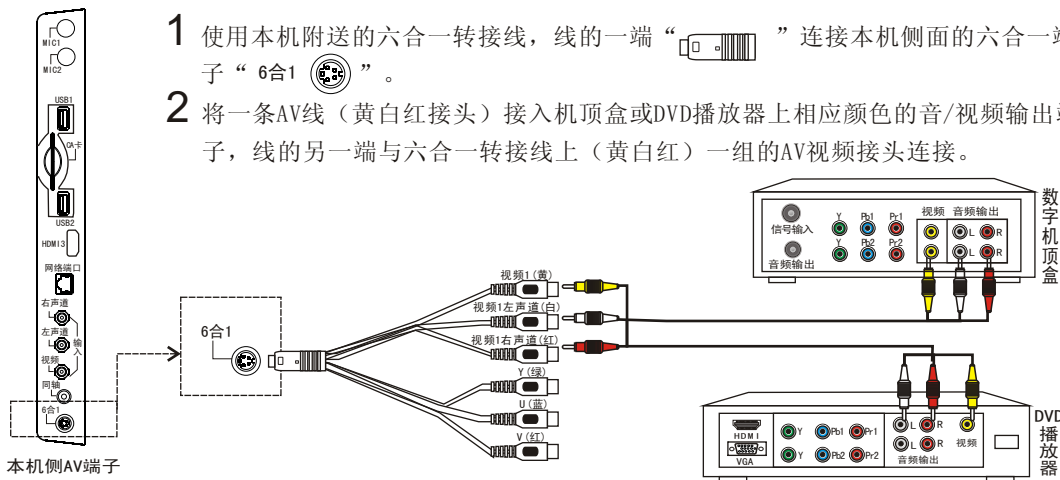 1 使用本机附送的六合一转接线，线的一端“ ”连接本机侧面的六合一端
子“ 6合1 ”。
2 将一条AV线（黄白红接头）接入机顶盒或DVD播放器上相应颜色的音/视频输出端
子，线的另一端与六合一转接线上（黄白红）一组的AV视频接头连接。
MIC1
MIC2
USB1
CA卡
USB2
HDMI3
网络端口
右声道
左声道
输入
视频
同轴
6合1
本机侧AV端子
6合1
视频1(黄)
视频1左声道(白)
视频1右声道(红)
Y(绿)
U(蓝)
V(红)
信号输入
音频输出
Y Pb1 Pr1
Y Pb2 Pr2
视频 音频输出
L R
L R
数字机顶盒
HDMI
VGA
Y Pb1 Pr1
Y Pb2 Pr2
L R
L R
音频输出
视频
DVD
播放器